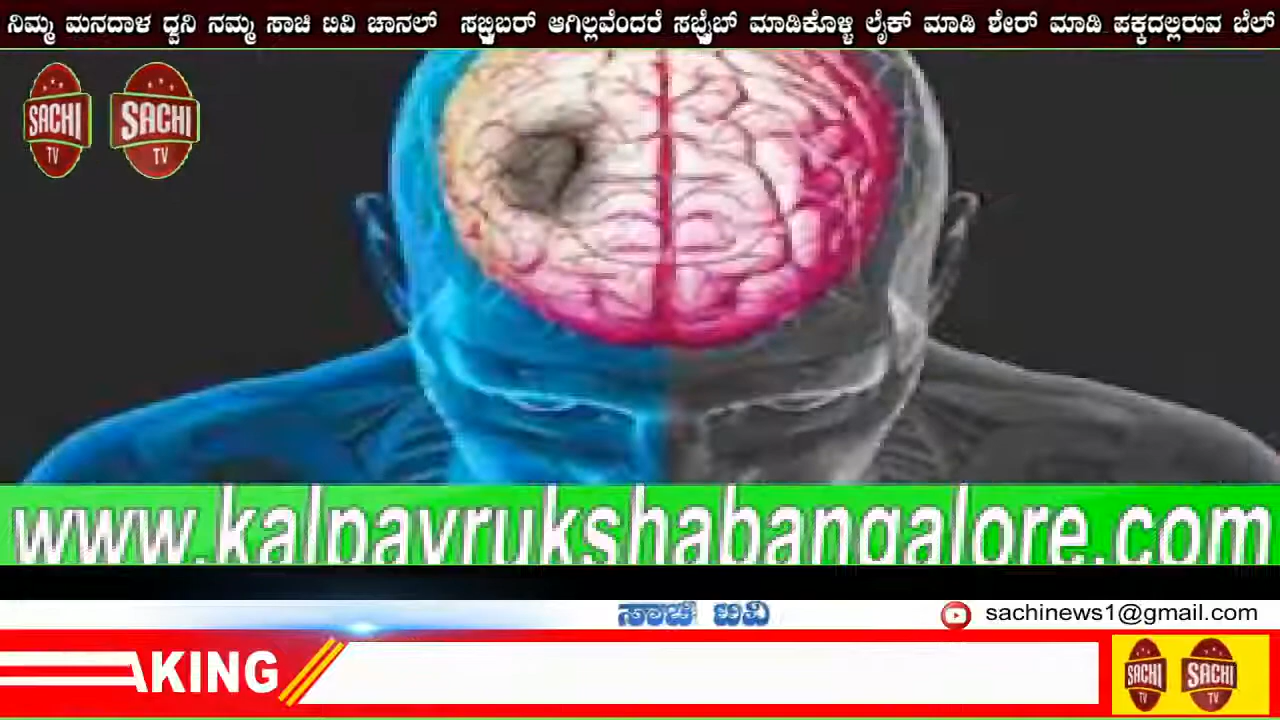 ನಿಮ್ಮ ಮನದಾಳ ಧ್ವನಿ ನಮ್ಮ ಸಾಚಿ ಟಿವಿ ಚಾನಲ್ ಸಬ್ಸ್ಕ್ರಿಬರ್ ಆಗಿಲ್ಲವೆಂದರೆ ಸಬ್ಸ್ಕ್ರೈಬ್ ಮಾಡಿಕೊಳ್ಳಿ ಲೈಕ್ ಮಾಡಿ ಶೇರ್ ಮಾಡಿ ಪಕ್ಕದಲ್ಲಿರುವ ಬೆಲ್
SACHI TV SACHI TV
www.kalpavrukshabangalore.com
ಸಾಚಿ ಟಿವಿ sachinews1@gmail.com
AKING
SACHI TV SACHI TV